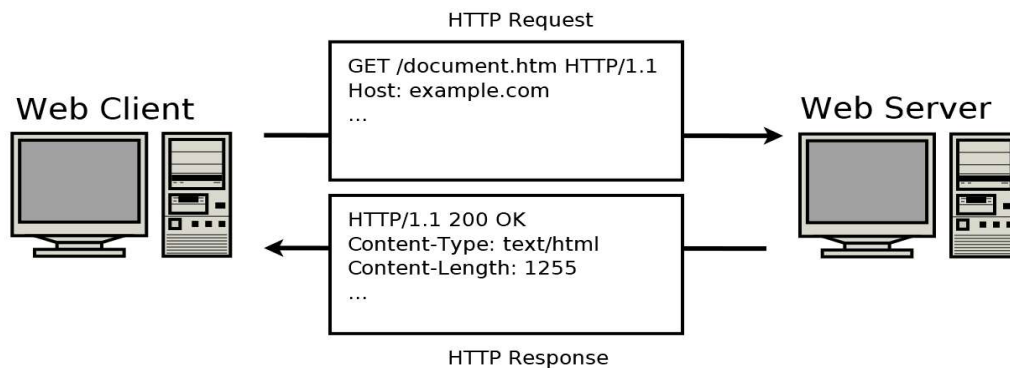 HTTP Request
GET /document.htm HTTP/1.1
Host: example.com
...
Web Client
Web Server
HTTP/1.1 200 OK
Content-Type: text/html
Content-Length: 1255
...
HTTP Response